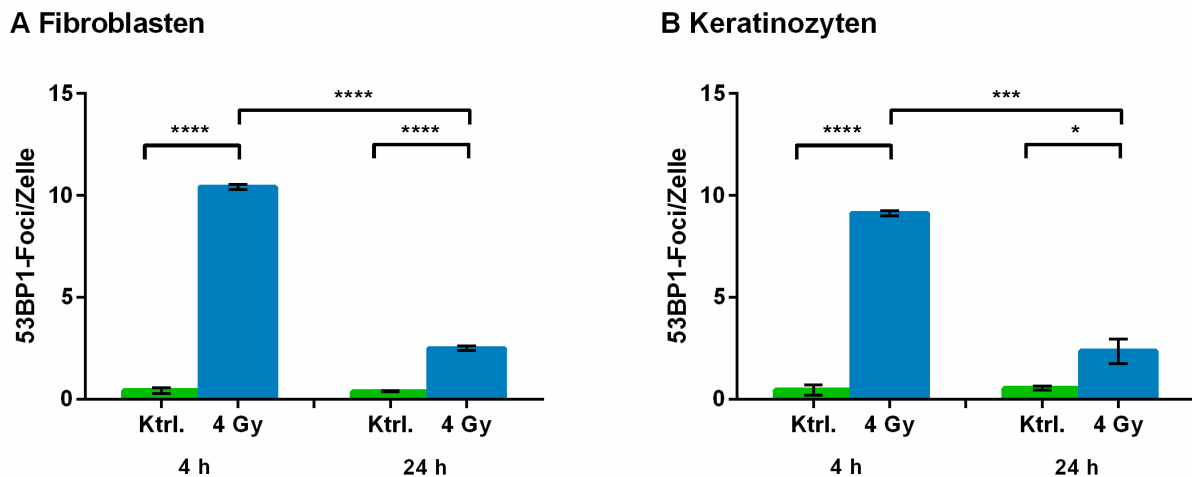 A Fibroblasten
53BP1-Foci/Zelle
15
10
5
0
****
****
****
Ktrl. 4 Gy Ktrl. 4 Gy
4 h 24 h
B Keratinozyten
53BP1-Foci/Zelle
15
10
5
0
***
****
*
Ktrl. 4 Gy Ktrl. 4 Gy
4 h 24 h